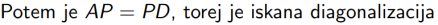 Potem je AP = PD, torej je iskana diagonalizacija